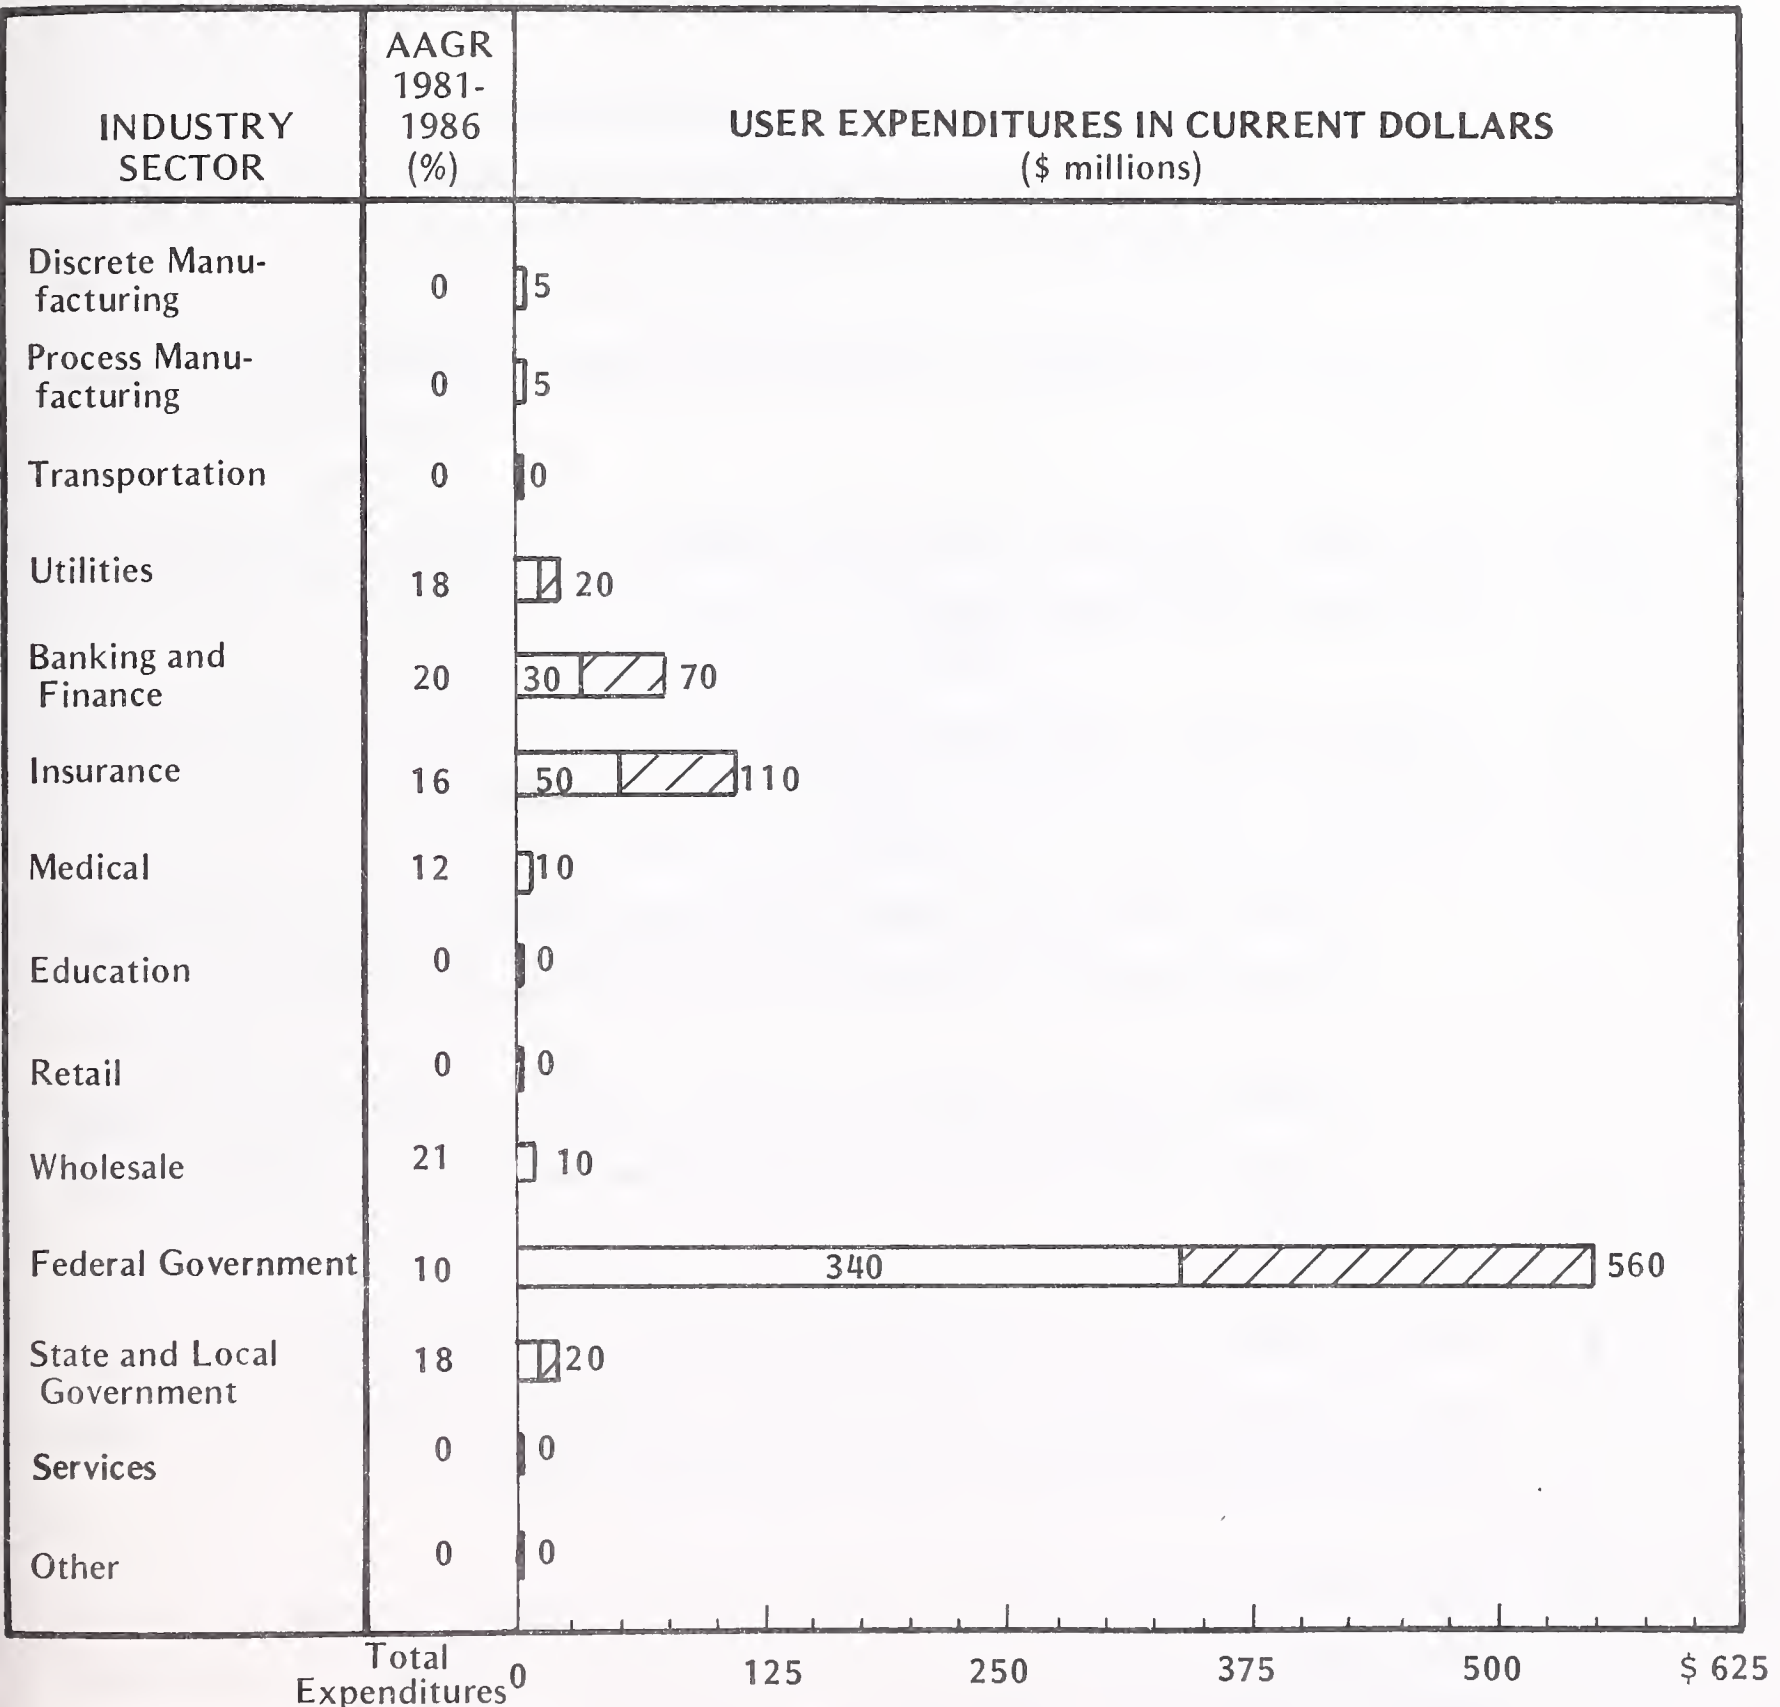 INDUSTRY
SECTOR
AAGR
1981-
1986
(%)
USER EXPENDITURES IN CURRENT DOLLARS
($ millions)
Discrete Manu-
facturing
0
5
Process Manu-
facturing
0
5
Transportation
0
0
Utilities
18
20
Banking and
Finance
20
30
70
Insurance
16
50
110
Medical
12
10
Education
0
0
Retail
0
0
Wholesale
21
10
Federal Government
10
340
560
State and Local
Government
18
20
Services
0
0
Other
0
0
Total
Expenditures
0
125
250
375
500
$ 625